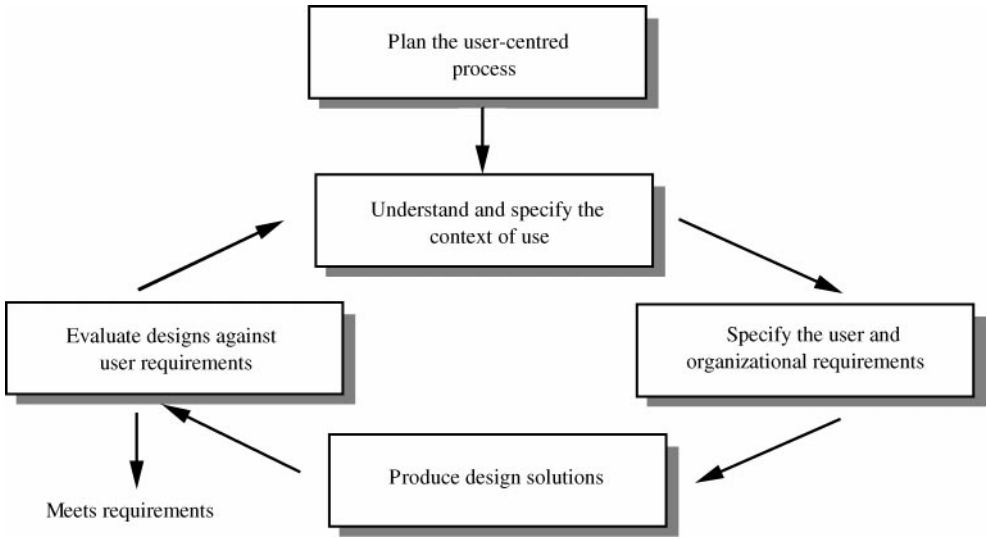 Plan the user-centred
process
Understand and specify the
context of use
Evaluate designs against
user requirements
Specify the user and
organizational requirements
Produce design solutions
Meets requirements